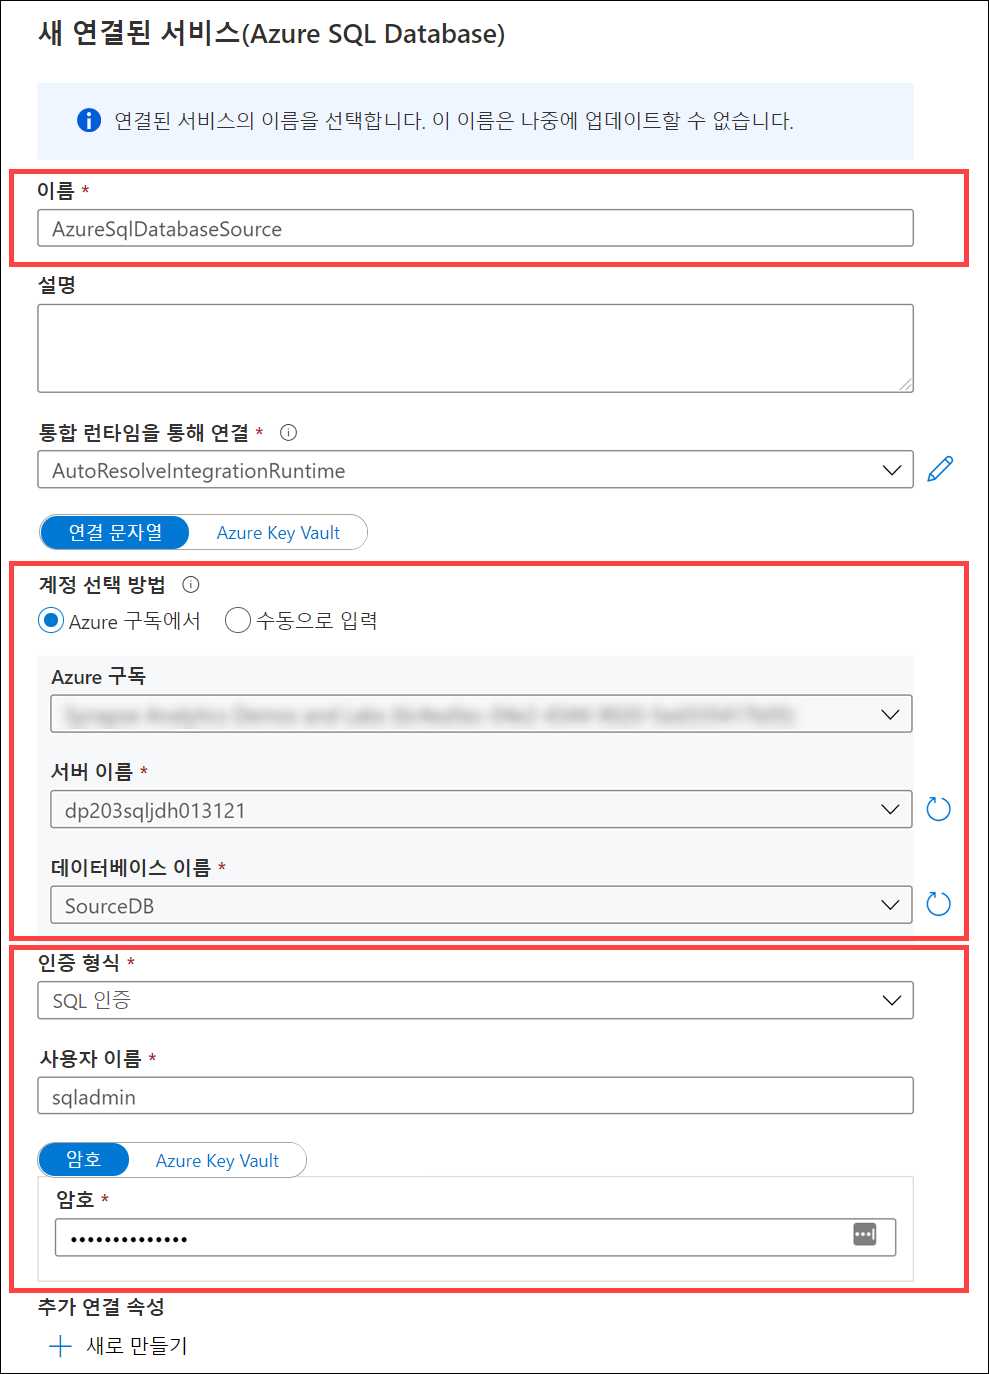 새 연결된 서비스(Azure SQL Database)
연결된 서비스의 이름을 선택합니다. 이 이름은 나중에 업데이트할 수 없습니다.
이름 *
AzureSqlDatabaseSource
설명
통합 런타임을 통해 연결 *
AutoResolveIntegrationRuntime
연결 문자열 Azure Key Vault
계정 선택 방법
Azure 구독에서 수동으로 입력
Azure 구독
서버 이름 *
dp203sqljdh013121
데이터베이스 이름 *
SourceDB
인증 형식 *
SQL 인증
사용자 이름 *
sqladmin
암호 Azure Key Vault
암호 *
••••••••••••••
추가 연결 속성
새로 만들기